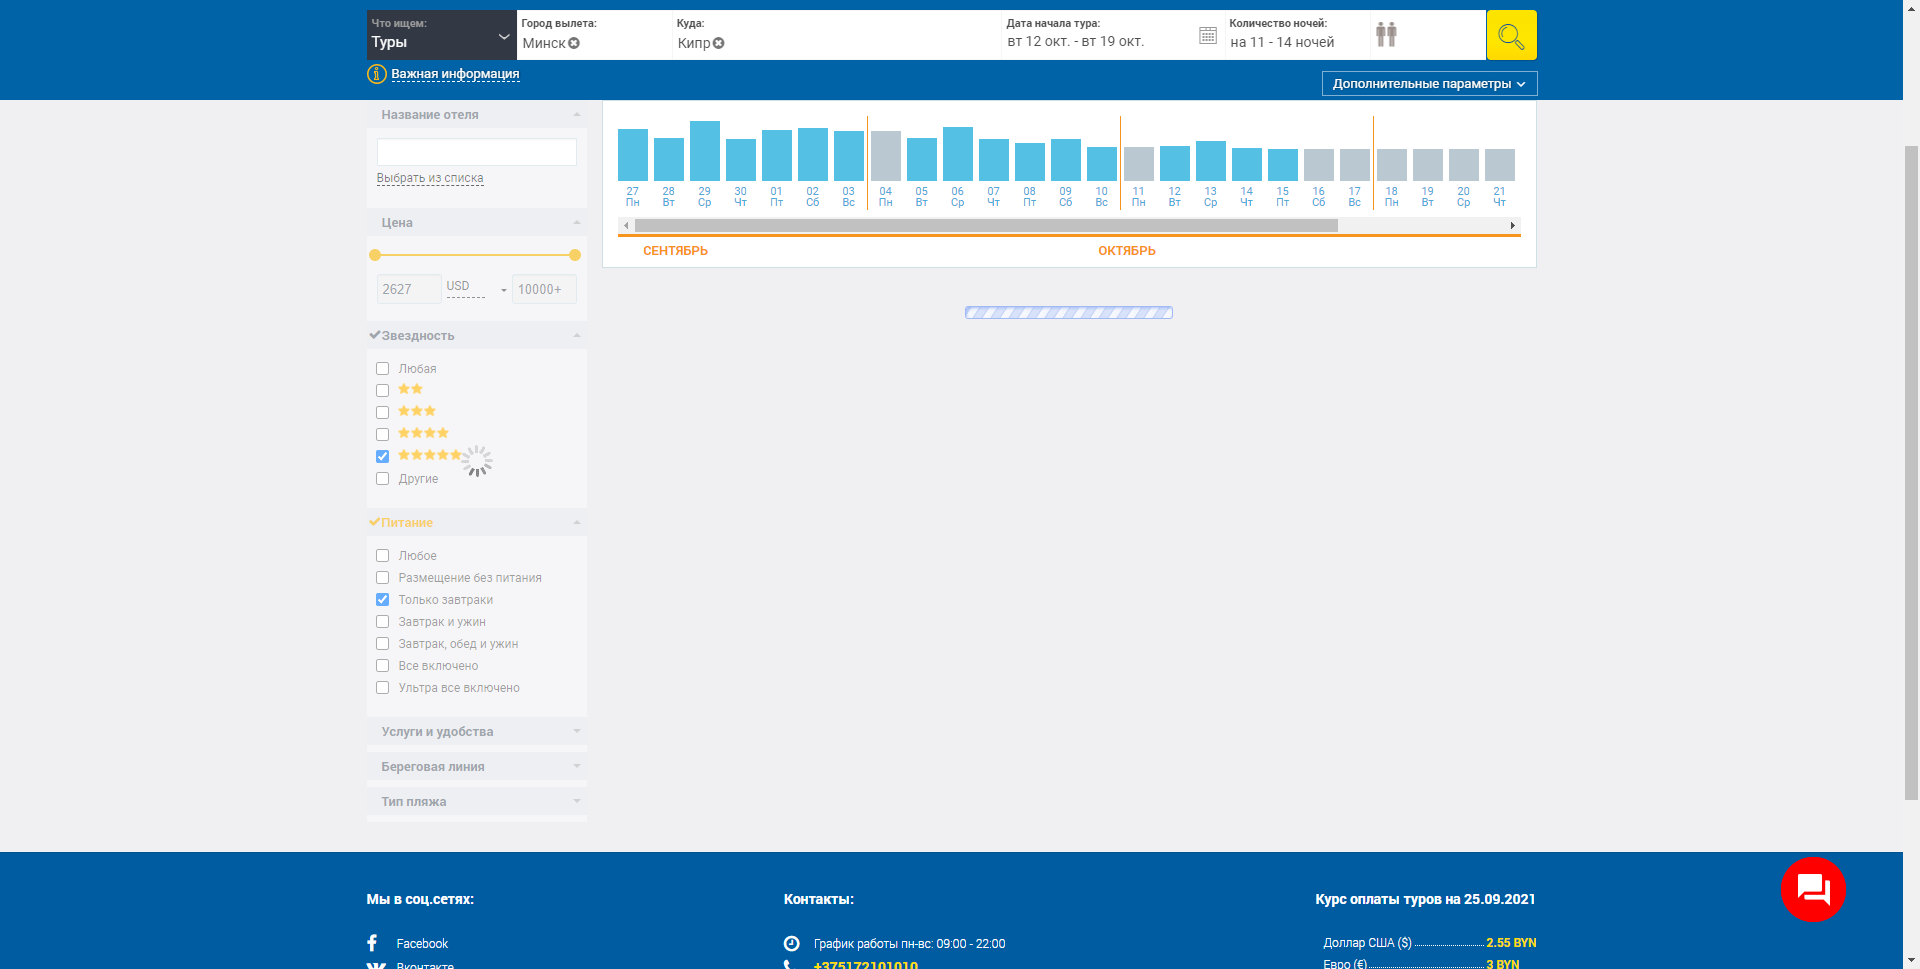 Что ищем:
Туры
Город вылета:
Минск
Куда:
Кипр
Дата начала тура:
вт 12 окт. - вт 19 окт.
Количество ночей:
на 11 - 14 ночей
Важная информация
Дополнительные параметры
Название отеля
Выбрать из списка
Цена
2627
USD
10000+
Звездность
Любая
Другие
Питание
Любое
Размещение без питания
Только завтраки
Завтрак и ужин
Завтрак, обед и ужин
Все включено
Ультра все включено
Услуги и удобства
Береговая линия
Тип пляжа
27 28 29 30 01 02 03 04 05 06 07 08 09 10 11 12 13 14 15 16 17 18 19 20 21
Пн Вт Ср Чт Пт Сб Вс Пн Вт Ср Чт Пт Сб Вс Пн Вт Ср Чт Пт Сб Вс Пн Вт Ср Чт
СЕНТЯБРЬ ОКТЯБРЬ
Мы в соц.сетях:
Facebook
Вконтакте
Контакты:
График работы пн-вс: 09:00 - 22:00
+375172101010
Курс оплаты туров на 25.09.2021
Доллар США ($) 2.55 BYN
Евро (€) 3 BYN